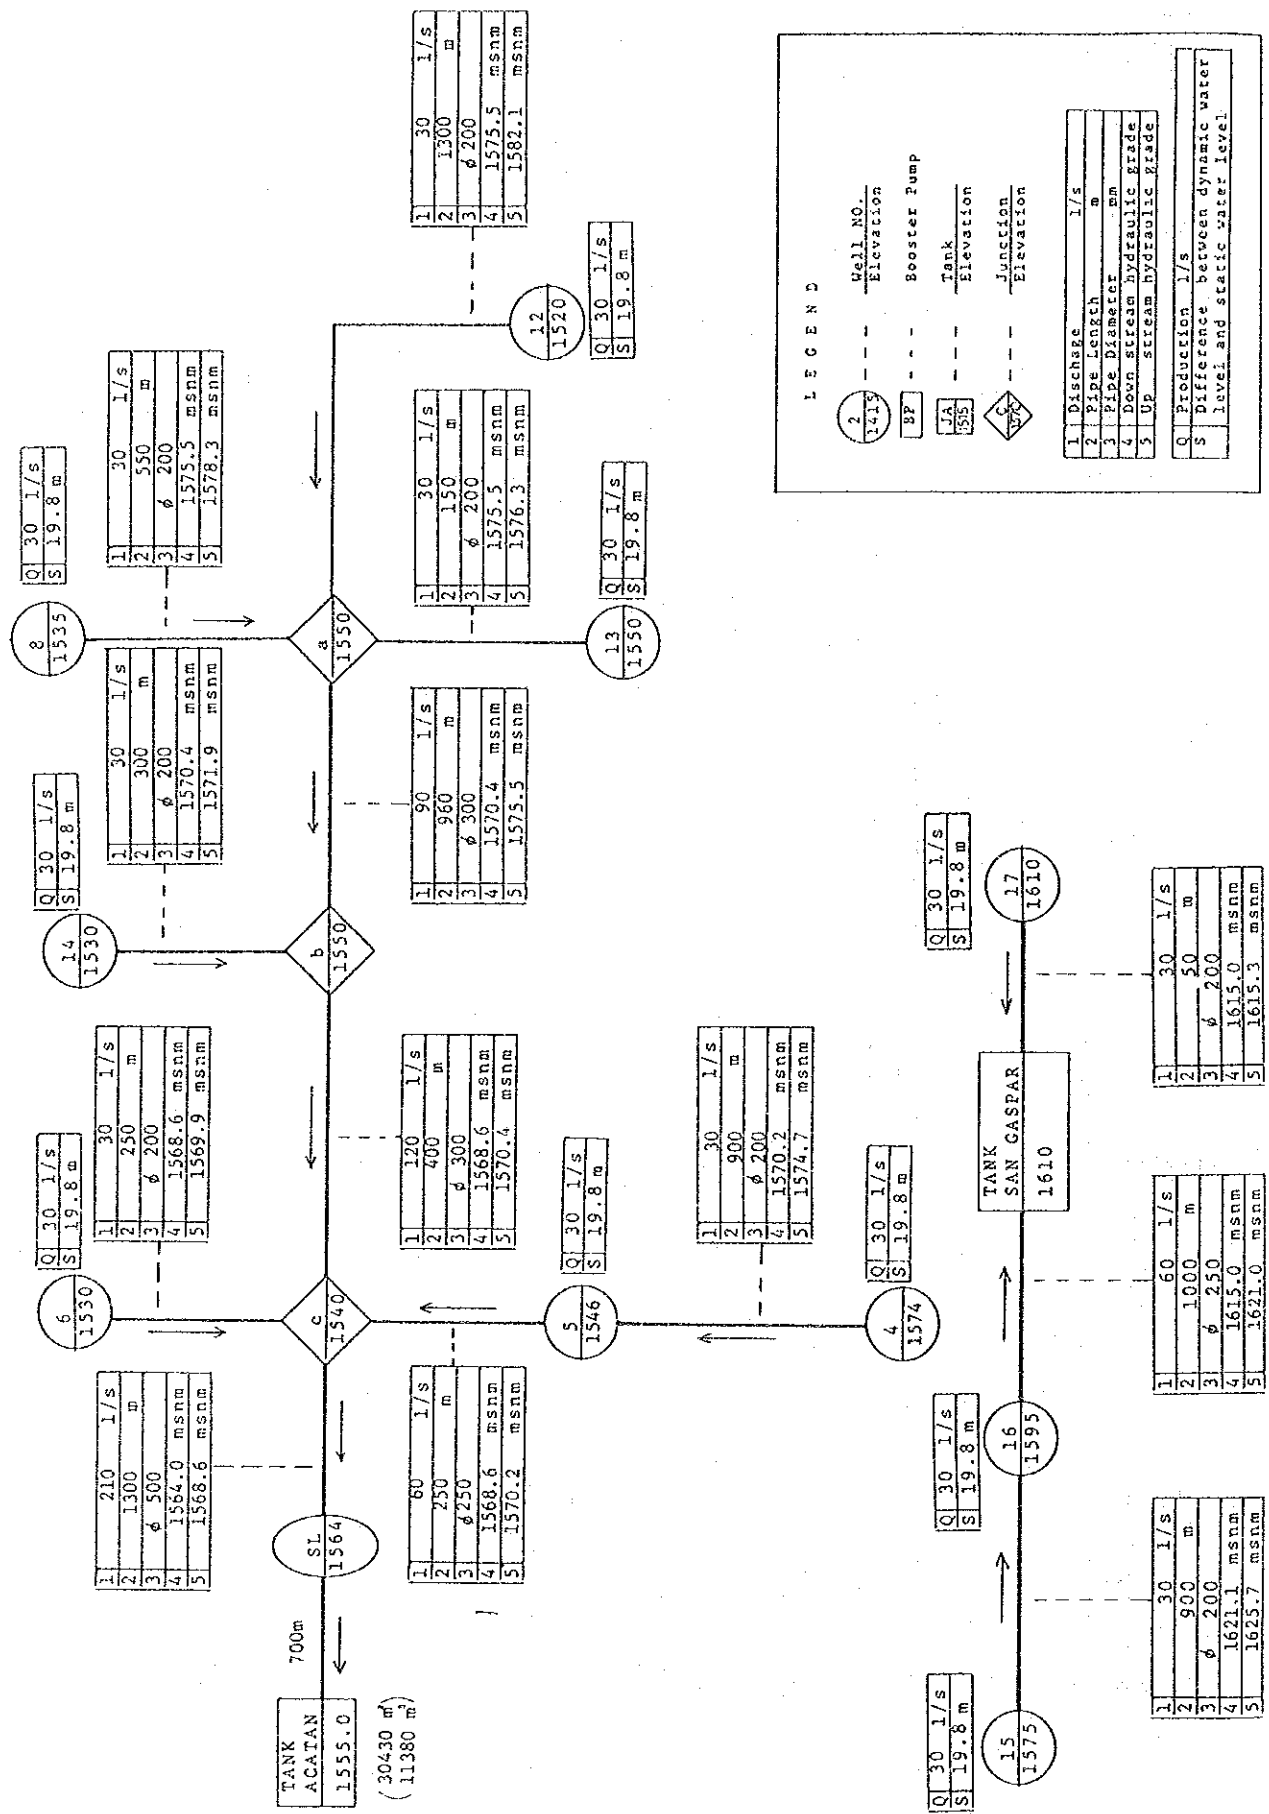 TANK
ACATAN
1555.0
(30430 m³)
(11380 m³)
700m
SL
1564
1 210 l/s
2 1300 m
3 ϕ 500
4 1564.0 msnm
5 1568.6 msnm
6
1530
Q 30 l/s
S 19.8 m
1 30 l/s
2 250 m
3 ϕ 200
4 1568.6 msnm
5 1569.9 msnm
c
1540
1 60 l/s
2 250 m
3 ϕ250
4 1568.6 msnm
5 1570.2 msnm
5
1546
Q 30 l/s
S 19.8 m
1 30 l/s
2 900 m
3 ϕ 200
4 1570.2 msnm
5 1574.7 msnm
4
1574
Q 30 l/s
S 19.8 m
1 120 l/s
2 400 m
3 ϕ 300
4 1568.6 msnm
5 1570.4 msnm
14
1530
Q 30 l/s
S 19.8 m
1 30 l/s
2 300 m
3 ϕ 200
4 1570.4 msnm
5 1571.9 msnm
b
1550
1 90 l/s
2 960 m
3 ϕ 300
4 1570.4 msnm
5 1575.5 msnm
8
1535
Q 30 l/s
S 19.8 m
1 30 l/s
2 550 m
3 ϕ 200
4 1575.5 msnm
5 1578.3 msnm
a
1550
1 30 l/s
2 150 m
3 ϕ 200
4 1575.5 msnm
5 1576.3 msnm
13
1550
Q 30 l/s
S 19.8 m
12
1520
Q 30 l/s
S 19.8 m
1 30 l/s
2 1300 m
3 ϕ 200
4 1575.5 msnm
5 1582.1 msnm
15
1575
Q 30 l/s
S 19.8 m
1 30 l/s
2 900 m
3 ϕ 200
4 1621.1 msnm
5 1625.7 msnm
16
1595
Q 30 l/s
S 19.8 m
1 60 l/s
2 1000 m
3 ϕ 250
4 1615.0 msnm
5 1621.0 msnm
TANK
SAN GASPAR
1610
17
1610
Q 30 l/s
S 19.8 m
1 30 l/s
2 50 m
3 ϕ 200
4 1615.0 msnm
5 1615.3 msnm
LEGEND
2
1415
Well NO.
Elevation
BP
Booster Pump
JA
1515
Tank
Elevation
C
Junction
Elevation
1 Dischage l/s
2 Pipe Length m
3 Pipe Diameter mm
4 Down stream hydraulic grade
5 Up stream hydraulic grade
Q Production l/s
S Difference between dynamic water
level and static water level